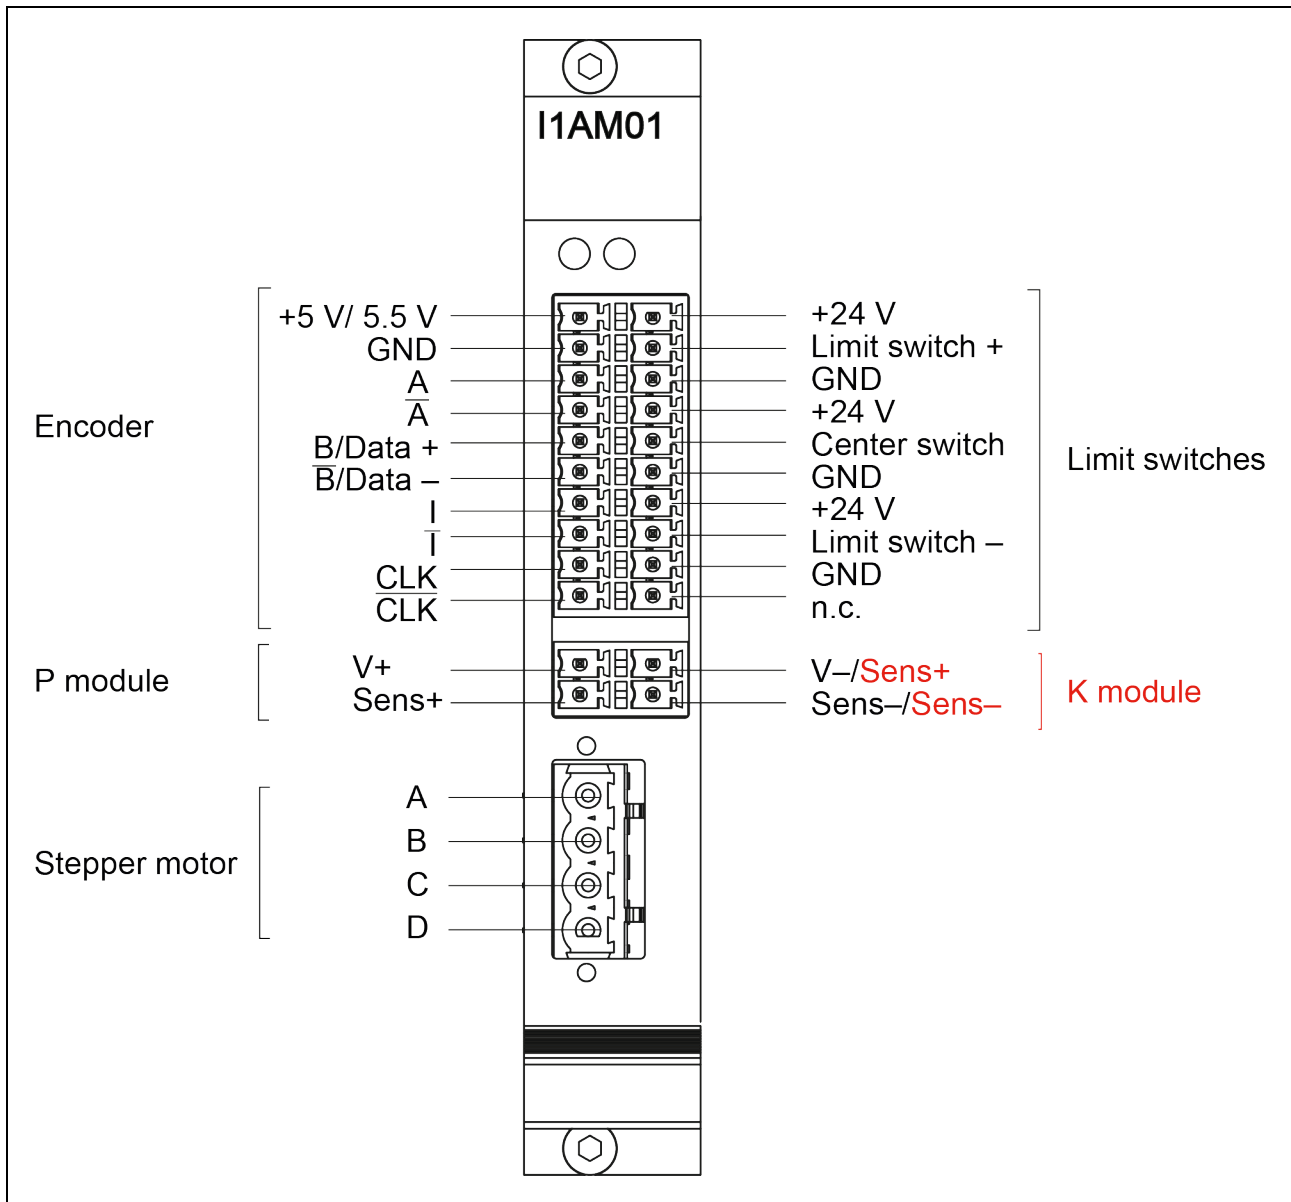 I1AM01
Encoder
+5 V/ 5.5 V
GND
A
A̅
B/Data +
B̅/Data –
I
I̅
CLK
C̅L̅K̅
+24 V
Limit switch +
GND
+24 V
Center switch
GND
+24 V
Limit switch –
GND
n.c.
Limit switches
P module
V+
Sens+
V–/Sens+
Sens–/Sens–
K module
Stepper motor
A
B
C
D